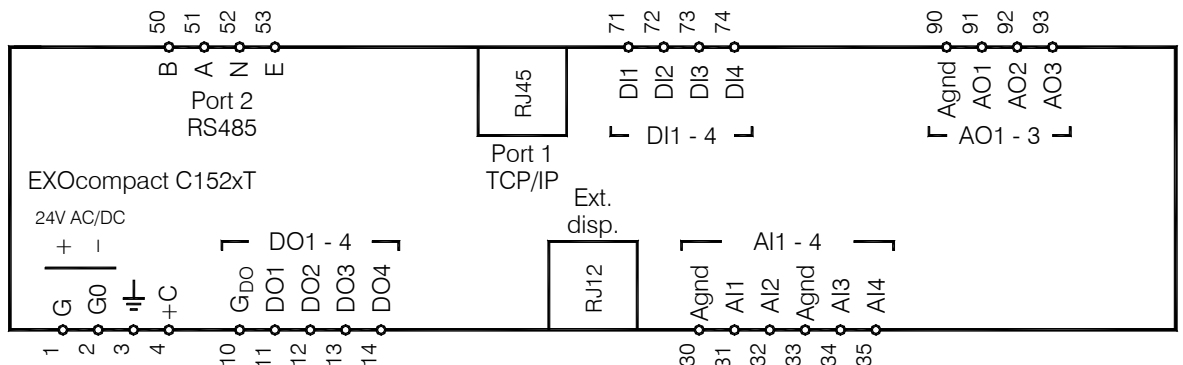 50 51 52 53
71 72 73 74
90 91 92 93
B A N E
Port 2
RS485
RJ45
Port 1
TCP/IP
DI1 DI2 DI3 DI4
DI1 - 4
Agnd AO1 AO2 AO3
AO1 - 3
EXOcompact C152xT
24V AC/DC
+ −
G G0 +C
DO1 - 4
GDO DO1 DO2 DO3 DO4
Ext.
disp.
RJ12
AI1 - 4
Agnd AI1 AI2 Agnd AI3 AI4
1 2 3 4
10 11 12 13 14
30 31 32 33 34 35